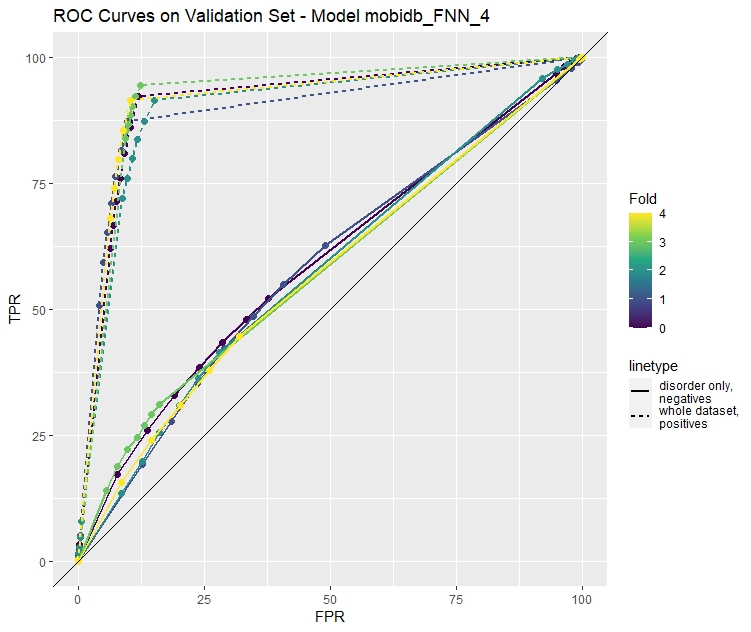 ROC Curves on Validation Set - Model mobidb_FNN_4
TPR
100
75
50
25
0
0
25
50
75
100
FPR
Fold
4
3
2
1
0
linetype
disorder only,
negatives
whole dataset,
positives